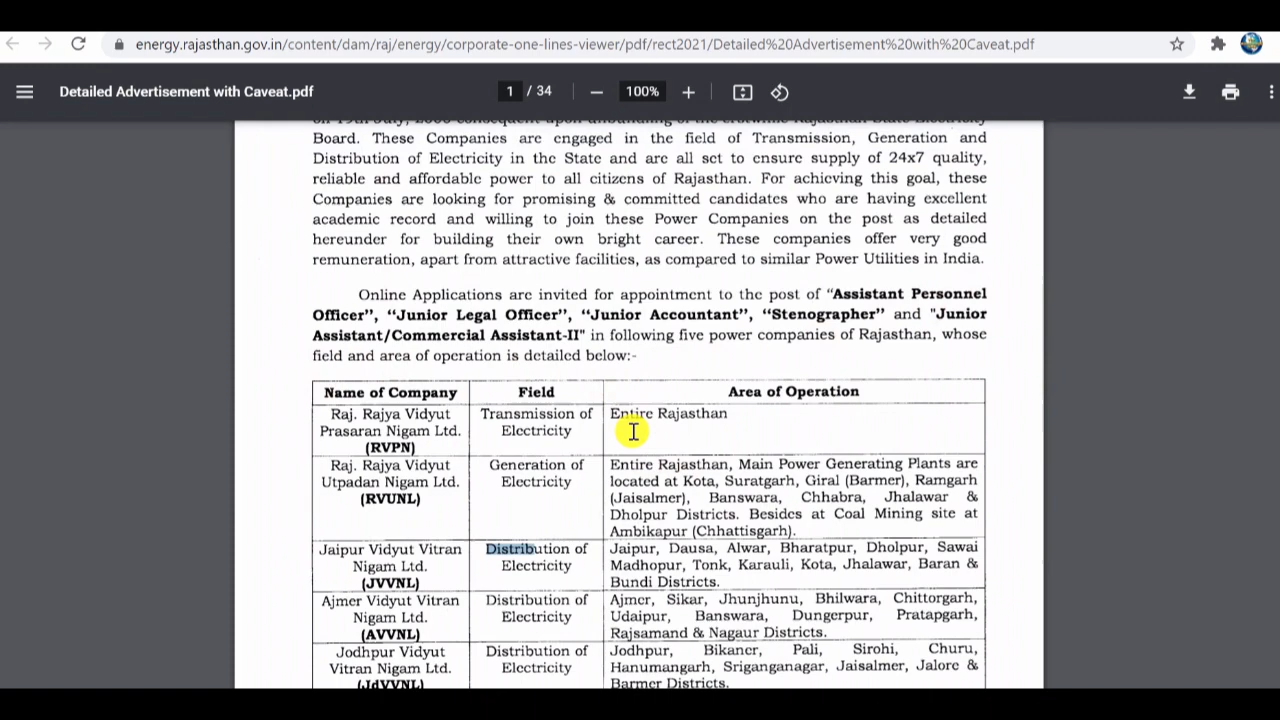 energy.rajasthan.gov.in/content/dam/raj/energy/corporate-one-lines-viewer/pdf/rect2021/Detailed%20Advertisement%20with%20Caveat.pdf
Detailed Advertisement with Caveat.pdf
1 / 34
100%
Board. These Companies are engaged in the field of Transmission, Generation and
Distribution of Electricity in the State and are all set to ensure supply of 24x7 quality,
reliable and affordable power to all citizens of Rajasthan. For achieving this goal, these
Companies are looking for promising & committed candidates who are having excellent
academic record and willing to join these Power Companies on the post as detailed
hereunder for building their own bright career. These companies offer very good
remuneration, apart from attractive facilities, as compared to similar Power Utilities in India.
Online Applications are invited for appointment to the post of "Assistant Personnel
Officer", "Junior Legal Officer", "Junior Accountant", "Stenographer" and "Junior
Assistant/Commercial Assistant-II" in following five power companies of Rajasthan, whose
field and area of operation is detailed below:-
Name of Company Field Area of Operation
Raj. Rajya Vidyut Transmission of Entire Rajasthan
Prasaran Nigam Ltd. Electricity
(RVPN)
Raj. Rajya Vidyut Generation of Entire Rajasthan, Main Power Generating Plants are
Utpadan Nigam Ltd. Electricity located at Kota, Suratgarh, Giral (Barmer), Ramgarh
(RVUNL) (Jaisalmer), Banswara, Chhabra, Jhalawar &
Dholpur Districts. Besides at Coal Mining site at
Ambikapur (Chhattisgarh).
Jaipur Vidyut Vitran Distribution of Jaipur, Dausa, Alwar, Bharatpur, Dholpur, Sawai
Nigam Ltd. Electricity Madhopur, Tonk, Karauli, Kota, Jhalawar, Baran &
(JVVNL) Bundi Districts.
Ajmer Vidyut Vitran Distribution of Ajmer, Sikar, Jhunjhunu, Bhilwara, Chittorgarh,
Nigam Ltd. Electricity Udaipur, Banswara, Dungerpur, Pratapgarh,
(AVVNL) Rajsamand & Nagaur Districts.
Jodhpur Vidyut Distribution of Jodhpur, Bikaner, Pali, Sirohi, Churu,
Vitran Nigam Ltd. Electricity Hanumangarh, Sriganganagar, Jaisalmer, Jalore &
(JdVVNL) Barmer Districts.